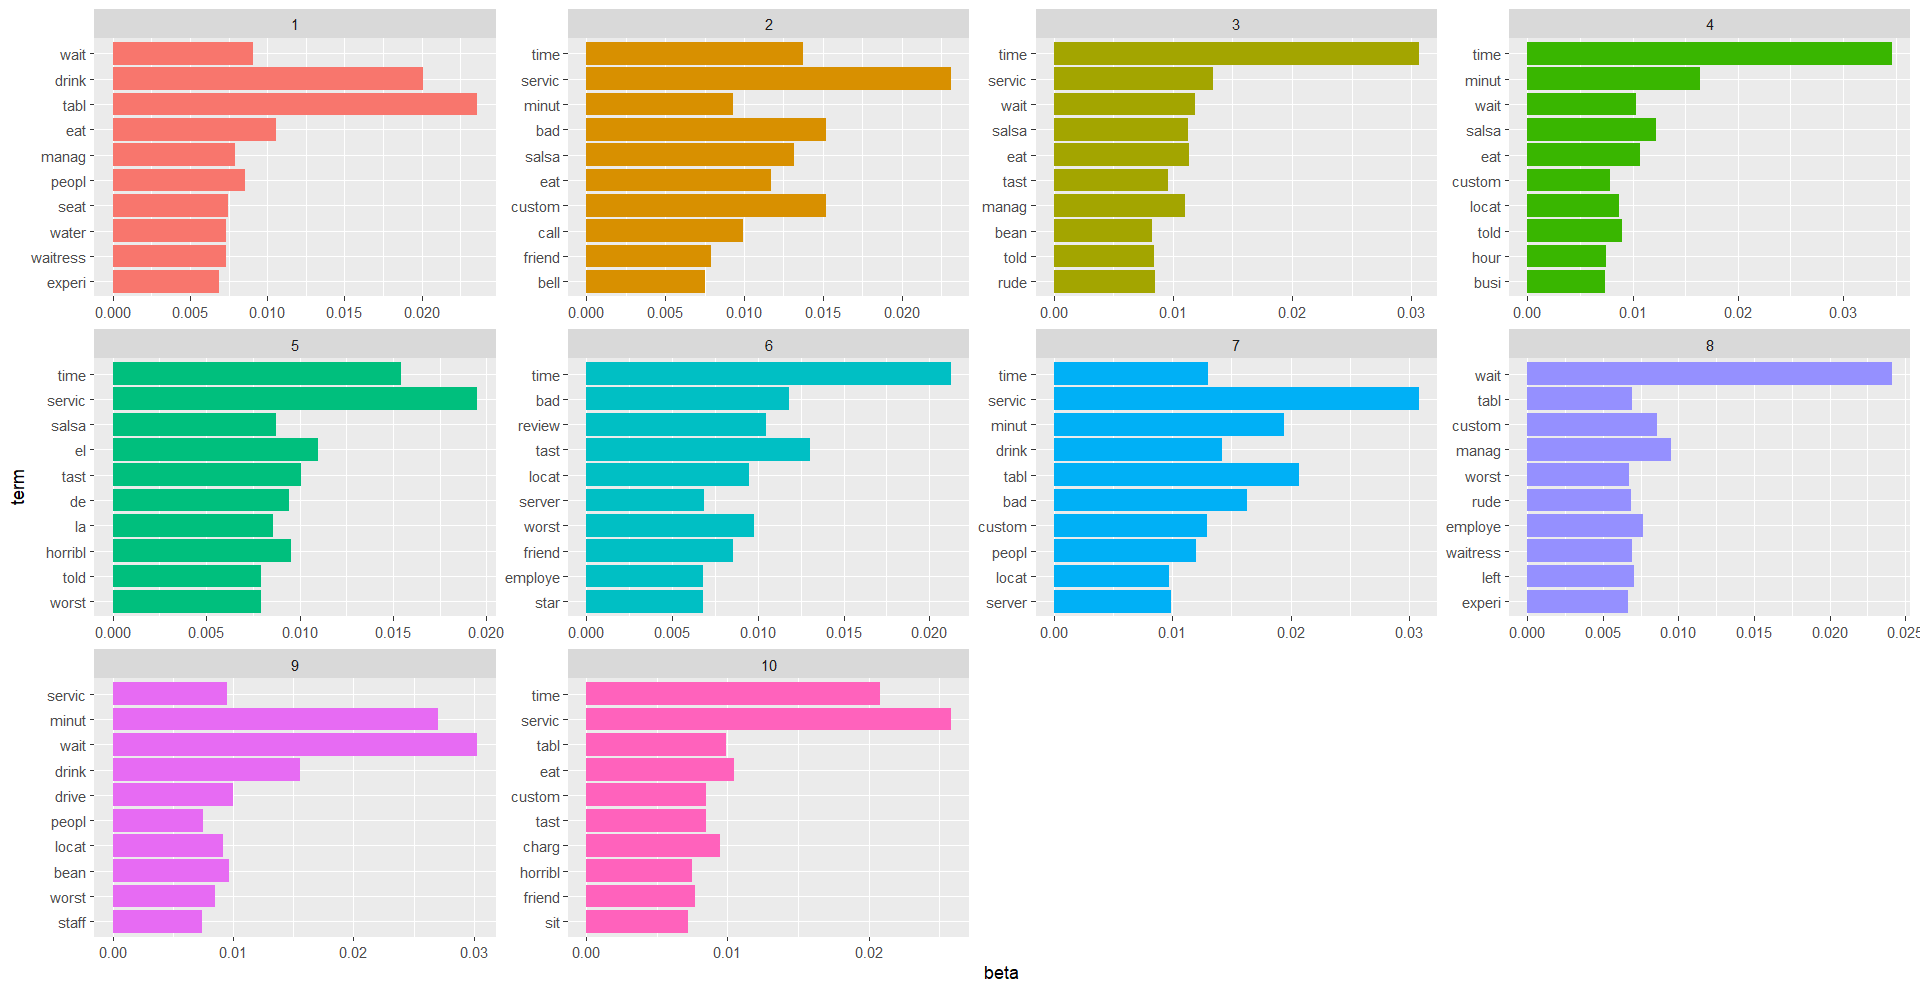 1
wait
drink
tabl
eat
manag
peopl
seat
water
waitress
experi
0.000 0.005 0.010 0.015 0.020
2
time
servic
minut
bad
salsa
eat
custom
call
friend
bell
0.000 0.005 0.010 0.015 0.020
3
time
servic
wait
salsa
eat
tast
manag
bean
told
rude
0.00 0.01 0.02 0.03
4
time
minut
wait
salsa
eat
custom
locat
told
hour
busi
0.00 0.01 0.02 0.03
5
time
servic
salsa
el
tast
de
la
horribl
told
worst
0.000 0.005 0.010 0.015 0.020
6
time
bad
review
tast
locat
server
worst
friend
employe
star
0.000 0.005 0.010 0.015 0.020
7
time
servic
minut
drink
tabl
bad
custom
peopl
locat
server
0.00 0.01 0.02 0.03
8
wait
tabl
custom
manag
worst
rude
employe
waitress
left
experi
0.000 0.005 0.010 0.015 0.020 0.025
9
servic
minut
wait
drink
drive
peopl
locat
bean
worst
staff
0.00 0.01 0.02 0.03
10
time
servic
tabl
eat
custom
tast
charg
horribl
friend
sit
0.00 0.01 0.02
term
beta